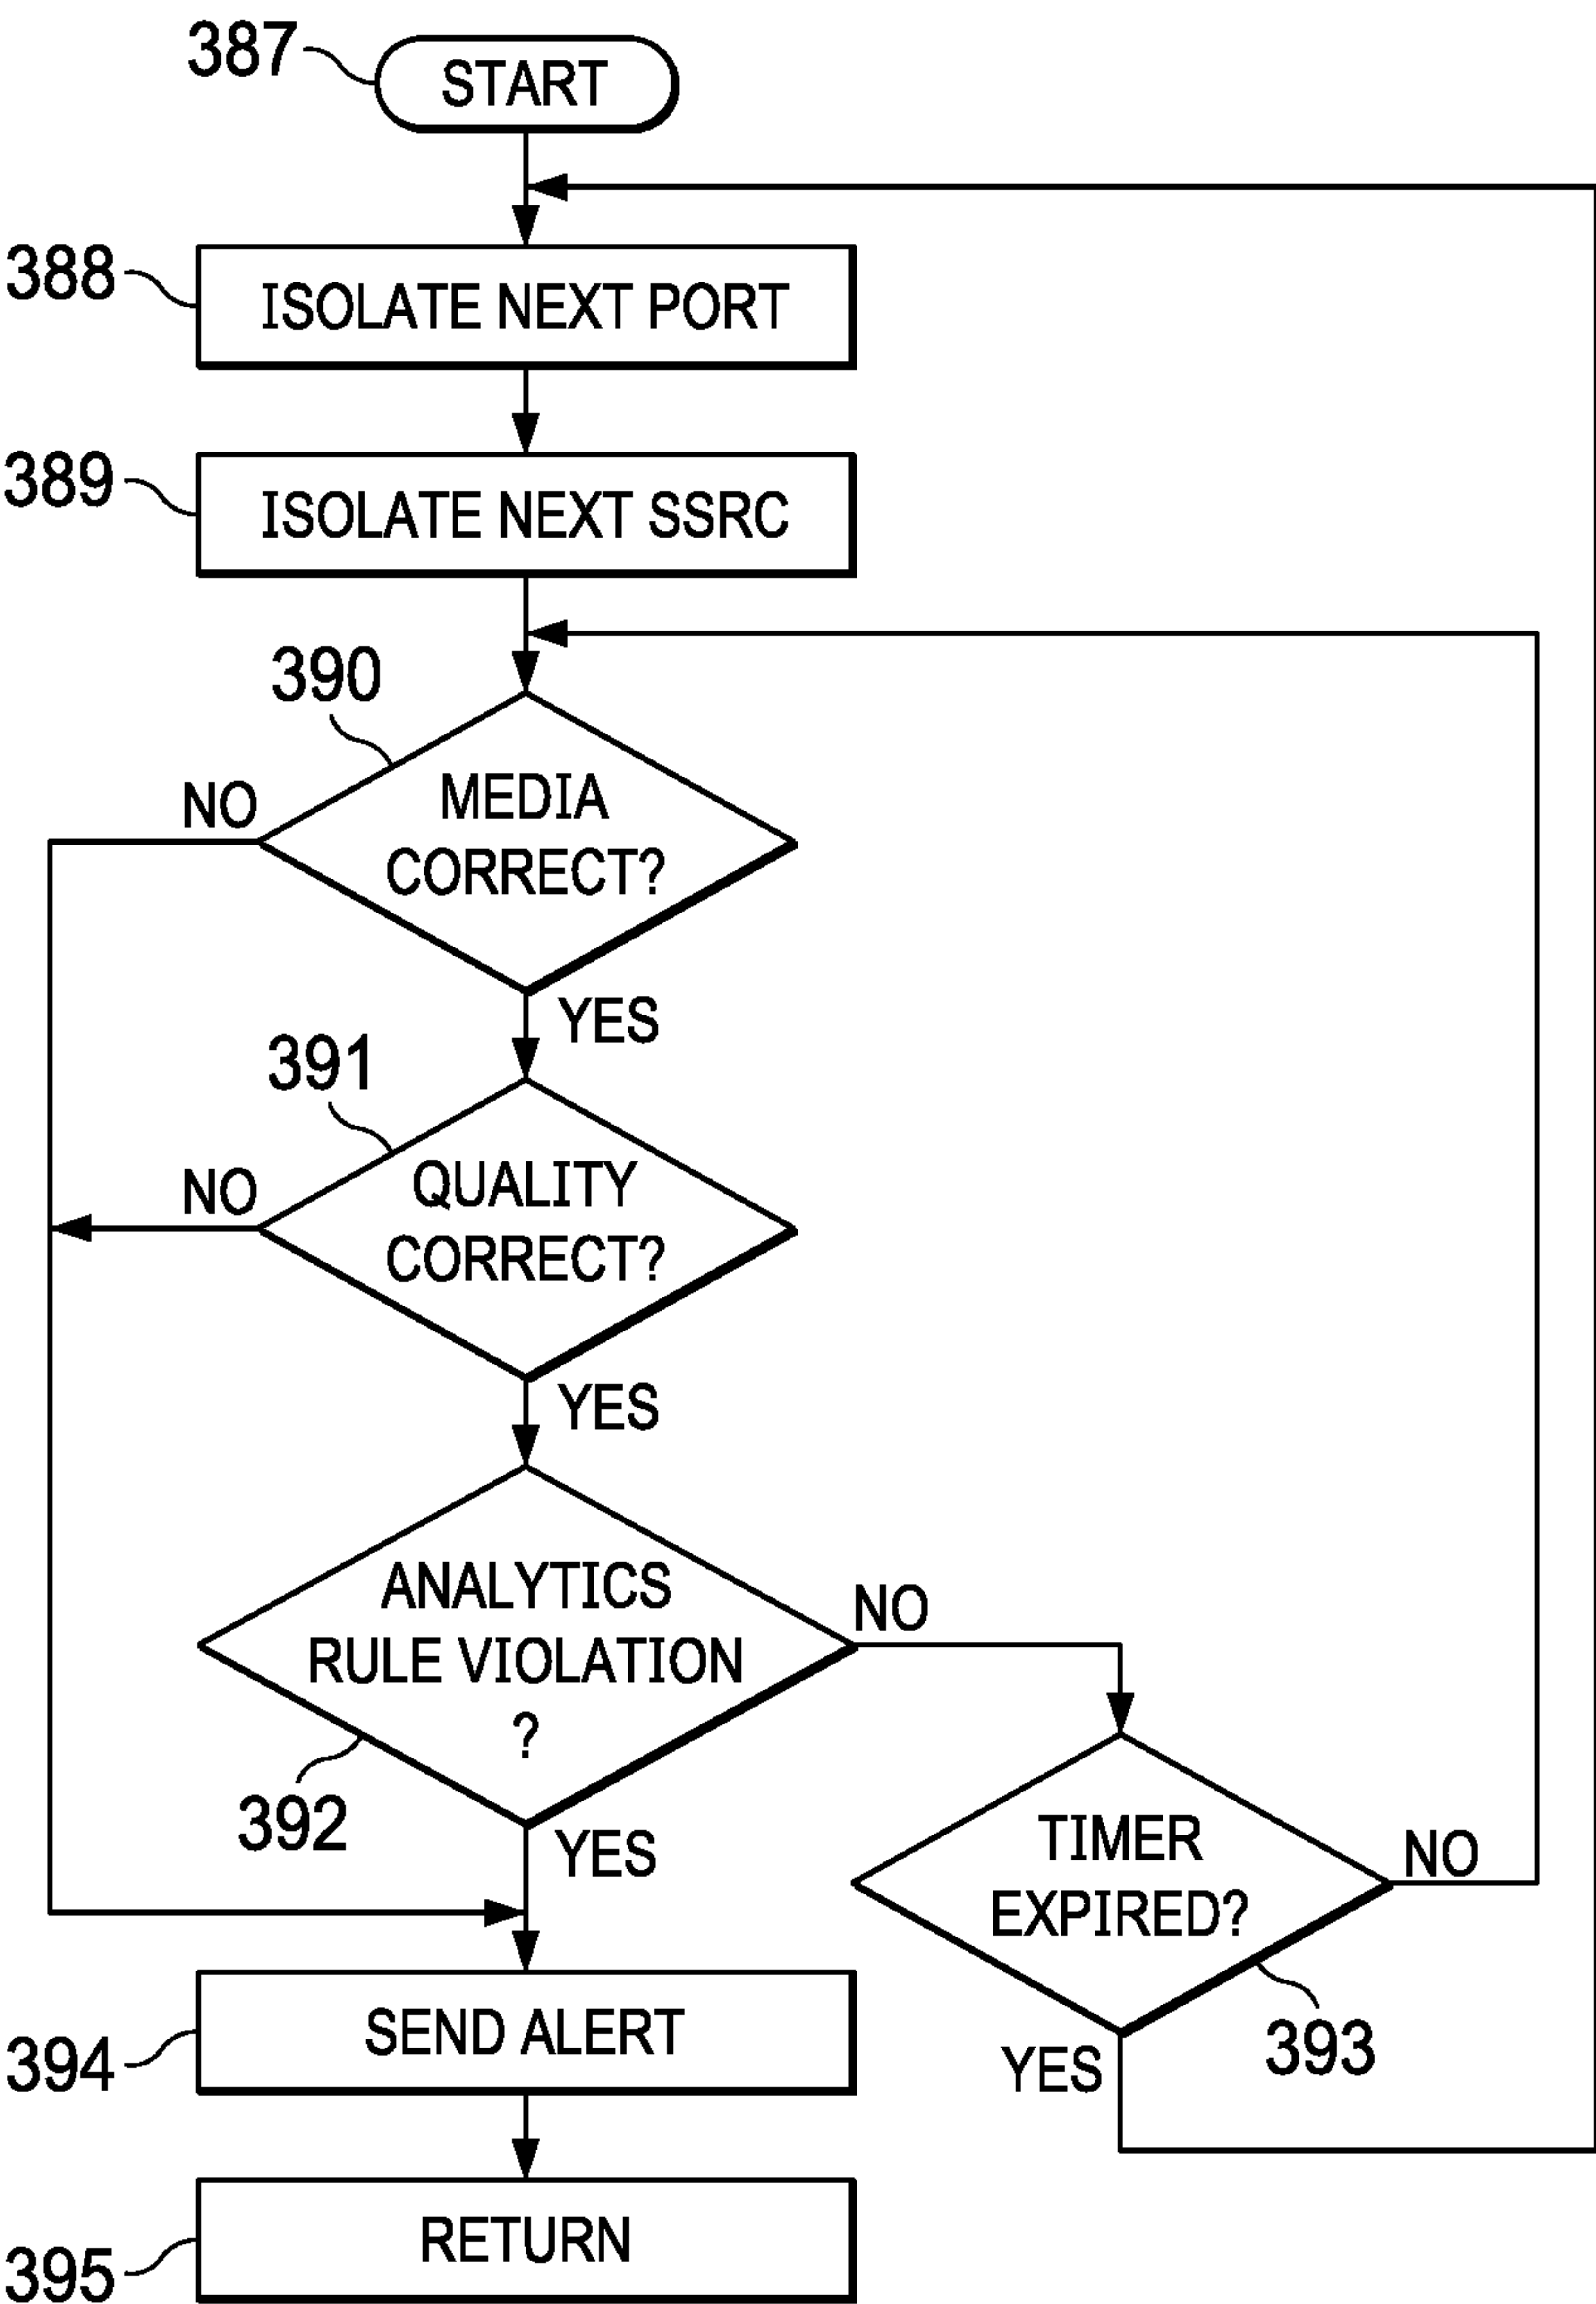 387
START
388
ISOLATE NEXT PORT
389
ISOLATE NEXT SSRC
390
NO
MEDIA
CORRECT?
YES
391
NO
QUALITY
CORRECT?
YES
ANALYTICS
RULE VIOLATION
?
NO
392
YES
TIMER
EXPIRED?
NO
393
YES
SEND ALERT
394
RETURN
395